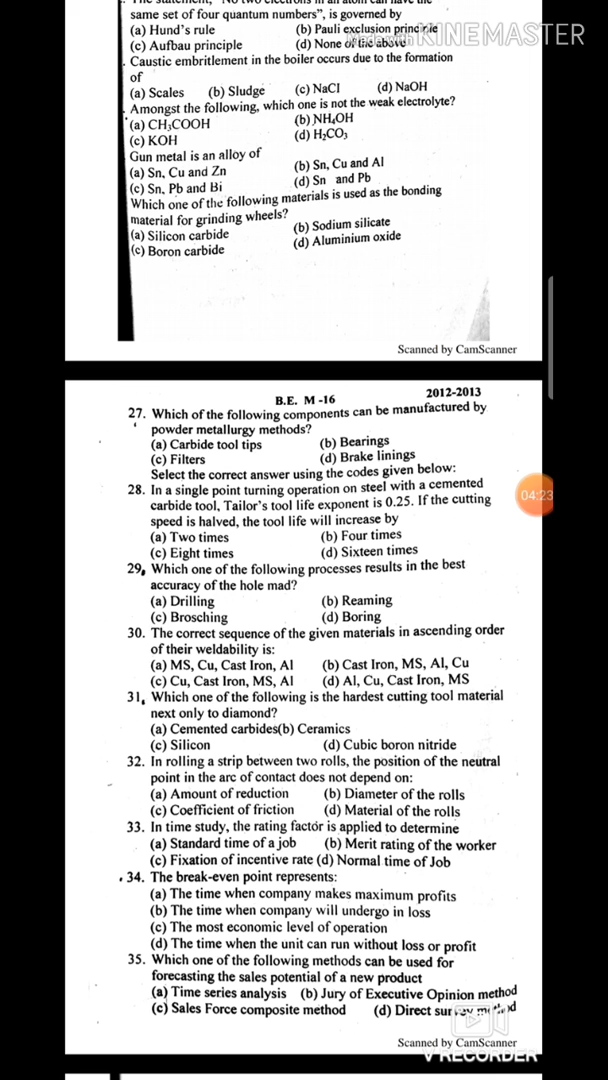 same set of four quantum numbers”, is governed by
(a) Hund's rule (b) Pauli exclusion principle
(c) Aufbau principle (d) None of the above
Made with KINEMASTER
. Caustic embritlement in the boiler occurs due to the formation
of
(a) Scales (b) Sludge (c) NaCl (d) NaOH
. Amongst the following, which one is not the weak electrolyte?
(a) CH₃COOH (b) NH₄OH
(c) KOH (d) H₂CO₃
Gun metal is an alloy of
(a) Sn, Cu and Zn (b) Sn, Cu and Al
(c) Sn, Pb and Bi (d) Sn and Pb
Which one of the following materials is used as the bonding
material for grinding wheels?
(a) Silicon carbide (b) Sodium silicate
(c) Boron carbide (d) Aluminium oxide
Scanned by CamScanner
B.E. M -16 2012-2013
27. Which of the following components can be manufactured by
powder metallurgy methods?
(a) Carbide tool tips (b) Bearings
(c) Filters (d) Brake linings
Select the correct answer using the codes given below:
28. In a single point turning operation on steel with a cemented
carbide tool, Tailor's tool life exponent is 0.25. If the cutting
speed is halved, the tool life will increase by
(a) Two times (b) Four times
(c) Eight times (d) Sixteen times
04:23
29. Which one of the following processes results in the best
accuracy of the hole mad?
(a) Drilling (b) Reaming
(c) Brosching (d) Boring
30. The correct sequence of the given materials in ascending order
of their weldability is:
(a) MS, Cu, Cast Iron, Al (b) Cast Iron, MS, Al, Cu
(c) Cu, Cast Iron, MS, Al (d) Al, Cu, Cast Iron, MS
31. Which one of the following is the hardest cutting tool material
next only to diamond?
(a) Cemented carbides(b) Ceramics
(c) Silicon (d) Cubic boron nitride
32. In rolling a strip between two rolls, the position of the neutral
point in the arc of contact does not depend on:
(a) Amount of reduction (b) Diameter of the rolls
(c) Coefficient of friction (d) Material of the rolls
33. In time study, the rating factor is applied to determine
(a) Standard time of a job (b) Merit rating of the worker
(c) Fixation of incentive rate (d) Normal time of Job
34. The break-even point represents:
(a) The time when company makes maximum profits
(b) The time when company will undergo in loss
(c) The most economic level of operation
(d) The time when the unit can run without loss or profit
35. Which one of the following methods can be used for
forecasting the sales potential of a new product
(a) Time series analysis (b) Jury of Executive Opinion method
(c) Sales Force composite method (d) Direct survey method
Scanned by CamScanner
V RECORDER